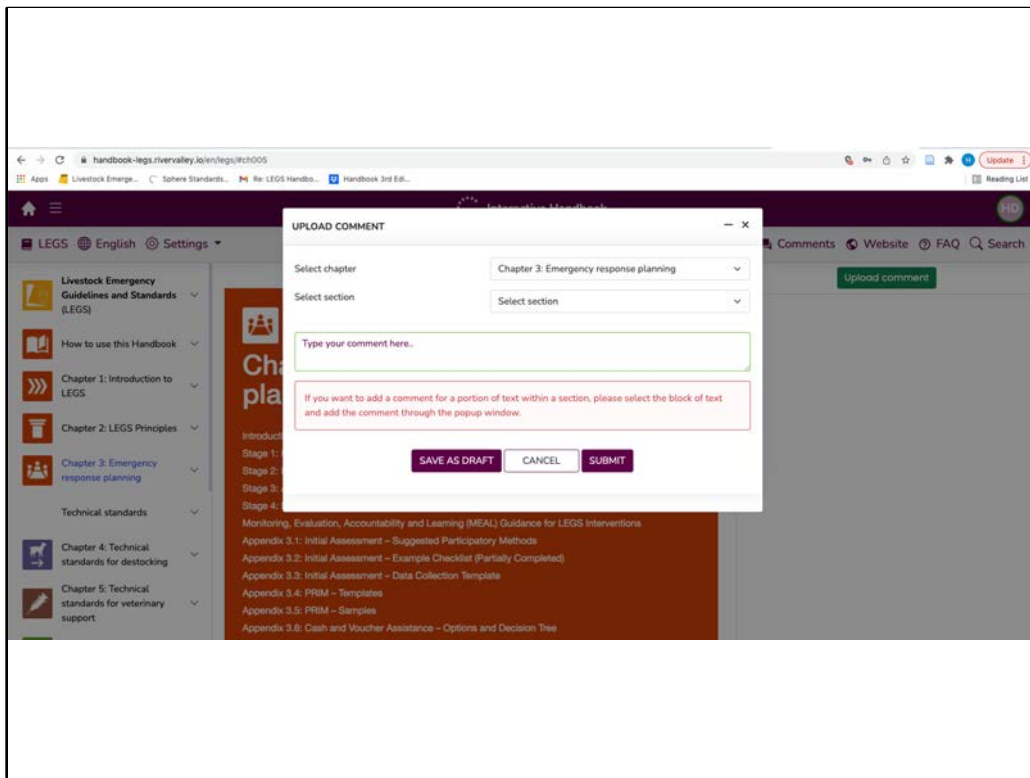 handbook-legs.rivervalley.io/en/legs/#ch005
Update
Apps Livestock Emerge... Sphere Standards... Re: LEGS Handbo... Handbook 3rd Edi...
Reading List
Interactive Handbook
HD
LEGS English Settings
Comments Website FAQ Search
Livestock Emergency
Guidelines and Standards
(LEGS)
How to use this Handbook
Chapter 1: Introduction to
LEGS
Chapter 2: LEGS Principles
Chapter 3: Emergency
response planning
Technical standards
Chapter 4: Technical
standards for destocking
Chapter 5: Technical
standards for veterinary
support
Cha
pla
Introduct
Stage 1:
Stage 2:
Stage 3:
Stage 4:
Monitoring, Evaluation, Accountability and Learning (MEAL) Guidance for LEGS Interventions
Appendix 3.1: Initial Assessment – Suggested Participatory Methods
Appendix 3.2: Initial Assessment – Example Checklist (Partially Completed)
Appendix 3.3: Initial Assessment – Data Collection Template
Appendix 3.4: PRIM – Templates
Appendix 3.5: PRIM – Samples
Appendix 3.6: Cash and Voucher Assistance – Options and Decision Tree
UPLOAD COMMENT
Select chapter Chapter 3: Emergency response planning
Select section Select section
Type your comment here..
If you want to add a comment for a portion of text within a section, please select the block of text
and add the comment through the popup window.
SAVE AS DRAFT CANCEL SUBMIT
Upload comment